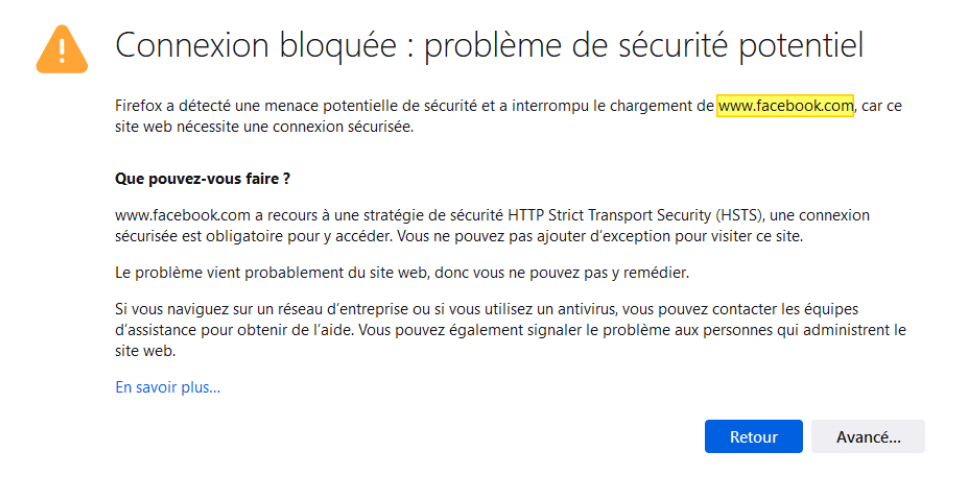 Connexion bloquée : problème de sécurité potentiel
Firefox a détecté une menace potentielle de sécurité et a interrompu le chargement de www.facebook.com, car ce
site web nécessite une connexion sécurisée.
Que pouvez-vous faire ?
www.facebook.com a recours à une stratégie de sécurité HTTP Strict Transport Security (HSTS), une connexion
sécurisée est obligatoire pour y accéder. Vous ne pouvez pas ajouter d’exception pour visiter ce site.
Le problème vient probablement du site web, donc vous ne pouvez pas y remédier.
Si vous naviguez sur un réseau d’entreprise ou si vous utilisez un antivirus, vous pouvez contacter les équipes
d’assistance pour obtenir de l’aide. Vous pouvez également signaler le problème aux personnes qui administrent le
site web.
En savoir plus...
Retour Avancé...